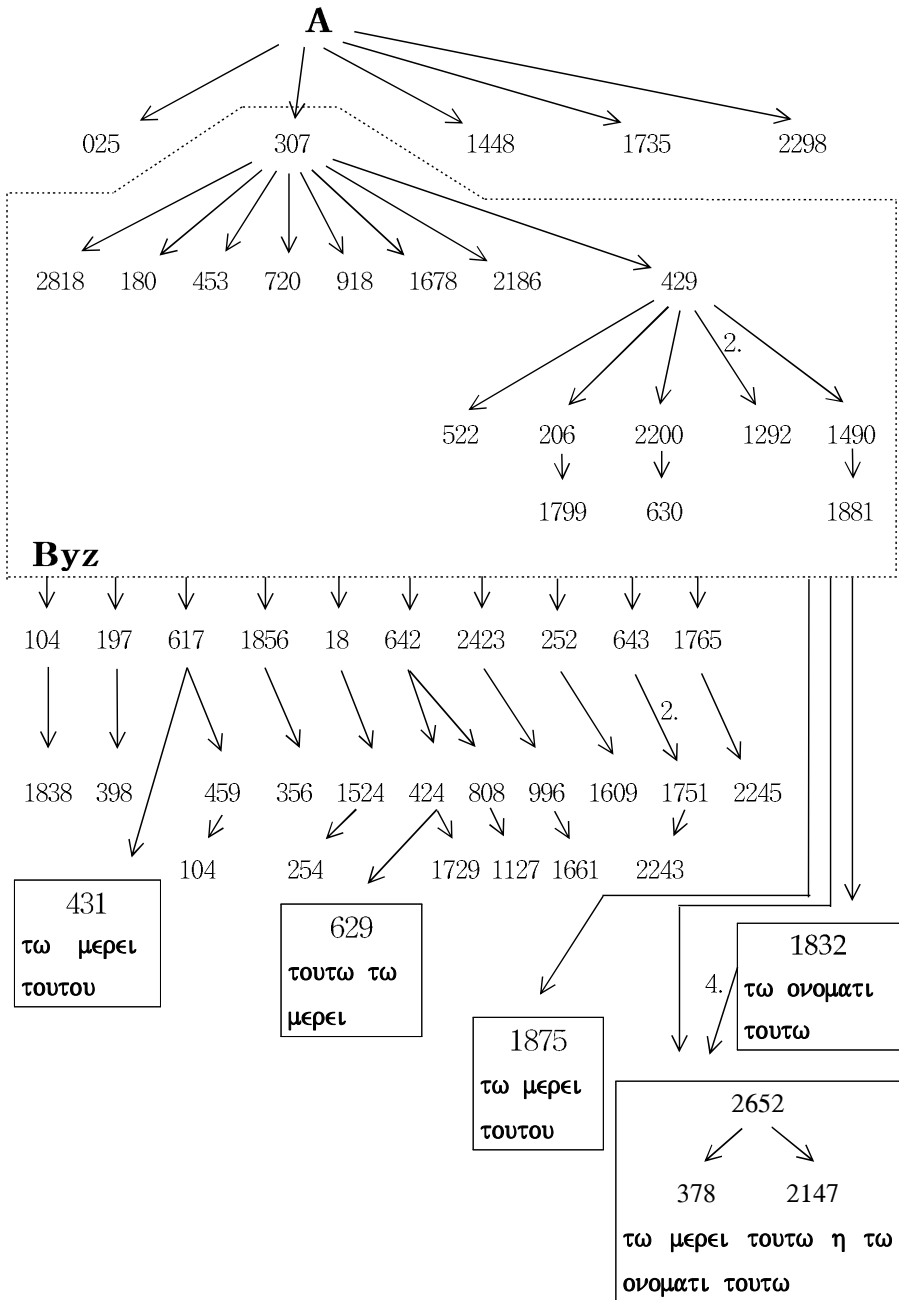 A
025 307 1448 1735 2298
2818 180 453 720 918 1678 2186 429
2.
522 206 2200 1292 1490
1799 630 1881
Byz
104 197 617 1856 18 642 2423 252 643 1765
2.
1838 398 459 356 1524 424 808 996 1609 1751 2245
104 254 1729 1127 1661 2243
431
τω μερει
τουτου
629
τουτω τω
μερει
1832
τω ονοματι
τουτω
4.
1875
τω μερει
τουτου
2652
378 2147
τω μερει τουτω η τω
ονοματι τουτω